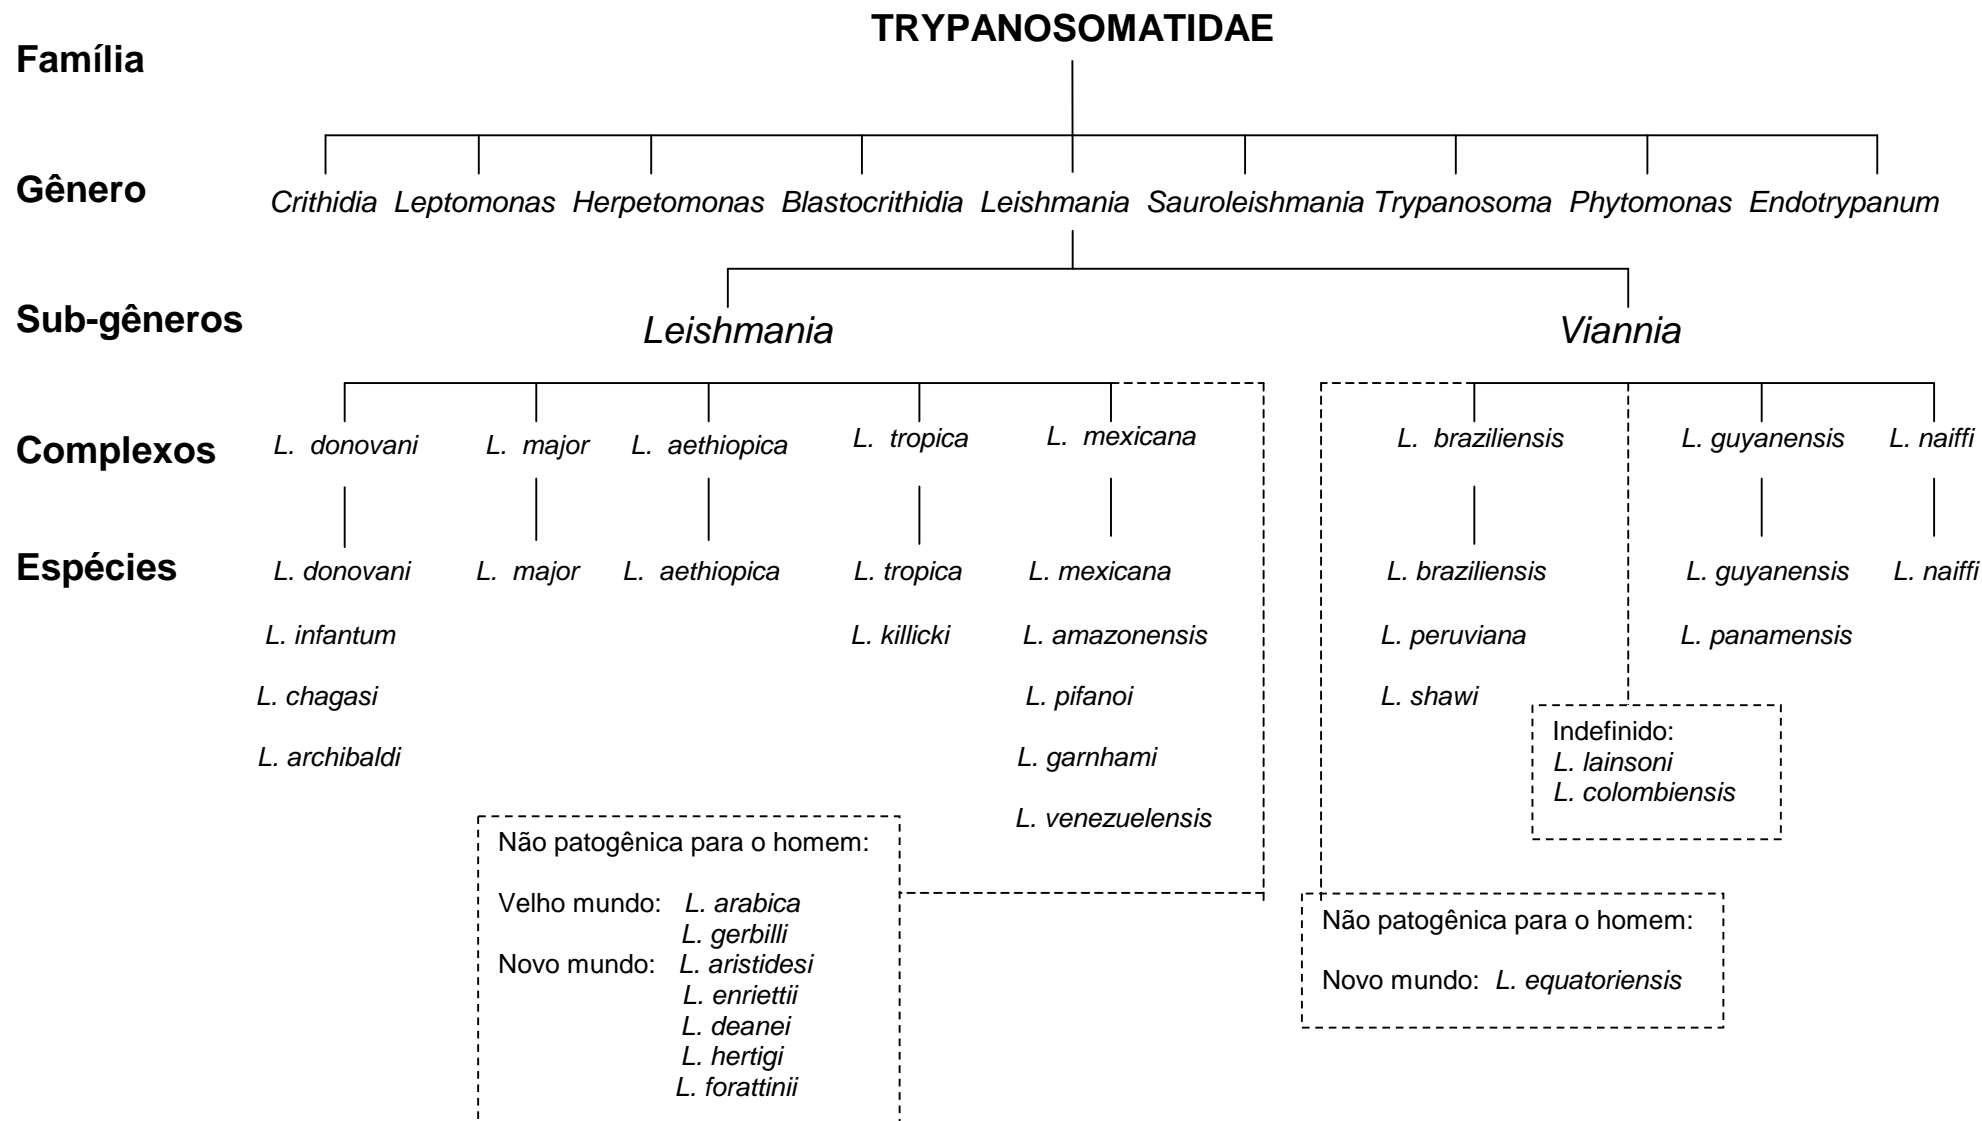 TRYPANOSOMATIDAE
Família
Gênero
Crithidia Leptomonas Herpetomonas Blastocrithidia Leishmania Sauroleishmania Trypanosoma Phytomonas Endotrypanum
Sub-gêneros
Leishmania Viannia
Complexos
L. donovani L. major L. aethiopica L. tropica L. mexicana L. braziliensis L. guyanensis L. naiffi
Espécies
L. donovani L. major L. aethiopica L. tropica L. mexicana L. braziliensis L. guyanensis L. naiffi
L. infantum L. killicki L. amazonensis L. peruviana L. panamensis
L. chagasi L. pifanoi L. shawi
L. archibaldi L. garnhami
L. venezuelensis
Indefinido:
L. lainsoni
L. colombiensis
Não patogênica para o homem:
Velho mundo: L. arabica
L. gerbilli
Novo mundo: L. aristidesi
L. enriettii
L. deanei
L. hertigi
L. forattinii
Não patogênica para o homem:
Novo mundo: L. equatoriensis